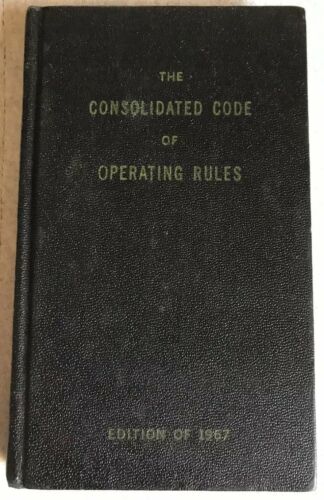 THE
CONSOLIDATED CODE
OF
OPERATING RULES
EDITION OF 1967